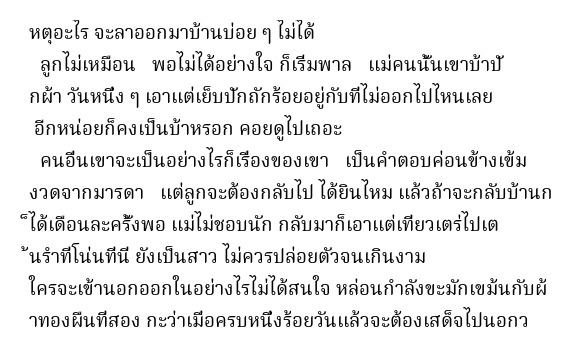 หตุอะไร จะลาออกมาบ้านบ่อย ๆ ไม่ได้
ลูกไม่เหมือน พอไม่ได้อย่างใจ ก็เริ่มพาล แม่คนนั้นเขาบ้าปั
กผ้า วันหนึ่ง ๆ เอาแต่เย็บปักถักร้อยอยู่กับที่ไม่ออกไปไหนเลย
อีกหน่อยก็คงเป็นบ้าหรอก คอยดูไปเถอะ
คนอื่นเขาจะเป็นอย่างไรก็เรื่องของเขา เป็นคำตอบค่อนข้างเข้ม
งวดจากมารดา แต่ลูกจะต้องกลับไป ได้ยินไหม แล้วถ้าจะกลับบ้านก
็ได้เดือนละครั้งพอ แม่ไม่ชอบนัก กลับมาก็เอาแต่เที่ยวเตร่ไปเต
้นรำที่โน่นที่นี่ ยังเป็นสาว ไม่ควรปล่อยตัวจนเกินงาม
ใครจะเข้านอกออกในอย่างไรไม่ได้สนใจ หล่อนกำลังขะมักเขม้นกับผ้
าทองผืนที่สอง กะว่าเมื่อครบหนึ่งร้อยวันแล้วจะต้องเสด็จไปนอกว